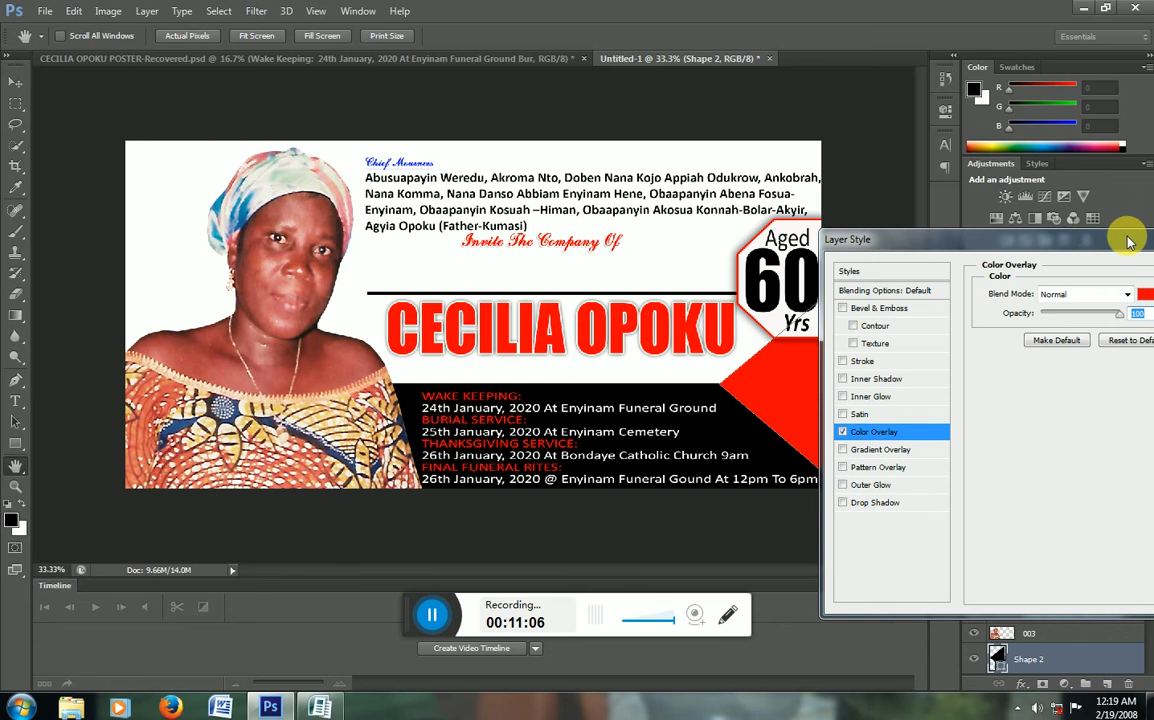 Ps File Edit Image Layer Type Select Filter 3D View Window Help
Scroll All Windows Actual Pixels Fit Screen Fill Screen Print Size Essentials
CECILIA OPOKU POSTER-Recovered.psd @ 16.7% (Wake Keeping: 24th January, 2020 At Enyinam Funeral Ground Bur, RGB/8) * × Untitled-1 @ 33.3% (Shape 2, RGB/8) * ×
Color Swatches
R 0
G 0
B 0
Adjustments Styles
Add an adjustment
Chief Mourners
Abusuapayin Weredu, Akroma Nto, Doben Nana Kojo Appiah Odukrow, Ankobrah,
Nana Komma, Nana Danso Abbiam Enyinam Hene, Obaapanyin Abena Fosua-
Enyinam, Obaapanyin Kosuah –Himan, Obaapanyin Akosua Konnah-Bolar-Akyir,
Agyia Opoku (Father-Kumasi)
Invite The Company Of
Aged
60
Yrs
CECILIA OPOKU
WAKE KEEPING:
24th January, 2020 At Enyinam Funeral Ground
BURIAL SERVICE:
25th January, 2020 At Enyinam Cemetery
THANKSGIVING SERVICE:
26th January, 2020 At Bondaye Catholic Church 9am
FINAL FUNERAL RITES:
26th January, 2020 @ Enyinam Funeral Gound At 12pm To 6pm
Layer Style
Styles
Blending Options: Default
Bevel & Emboss
Contour
Texture
Stroke
Inner Shadow
Inner Glow
Satin
Color Overlay
Gradient Overlay
Pattern Overlay
Outer Glow
Drop Shadow
Color Overlay
Color
Blend Mode: Normal
Opacity: 100
Make Default Reset to Defa
33.33% Doc: 9.66M/14.0M
Timeline
Recording...
00:11:06
Create Video Timeline
003
Shape 2
fx
12:19 AM
2/19/2008